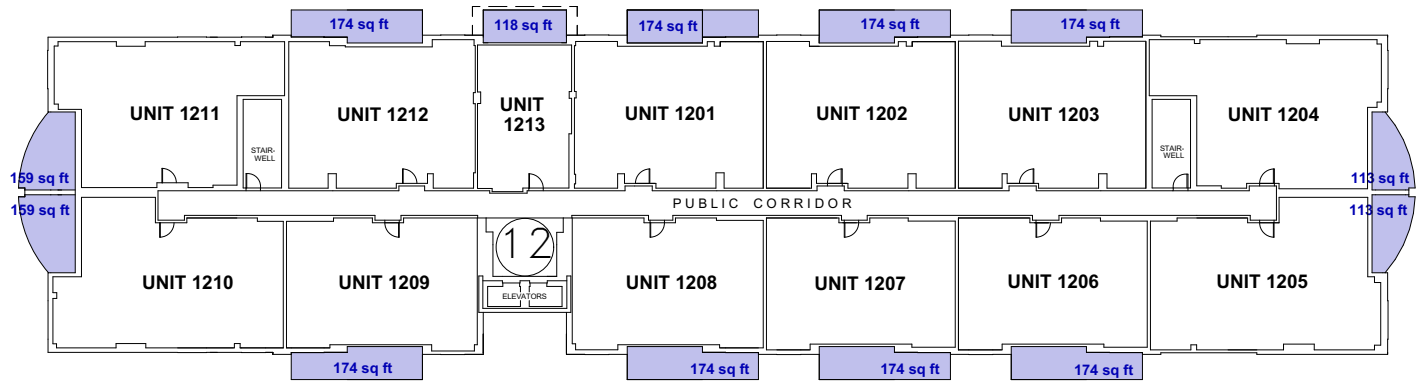 174 sq ft
118 sq ft
174 sq ft
174 sq ft
174 sq ft
UNIT 1211
UNIT 1212
UNIT
1213
UNIT 1201
UNIT 1202
UNIT 1203
UNIT 1204
STAIR-
WELL
STAIR-
WELL
159 sq ft
159 sq ft
113 sq ft
113 sq ft
PUBLIC CORRIDOR
12
UNIT 1210
UNIT 1209
ELEVATORS
UNIT 1208
UNIT 1207
UNIT 1206
UNIT 1205
174 sq ft
174 sq ft
174 sq ft
174 sq ft